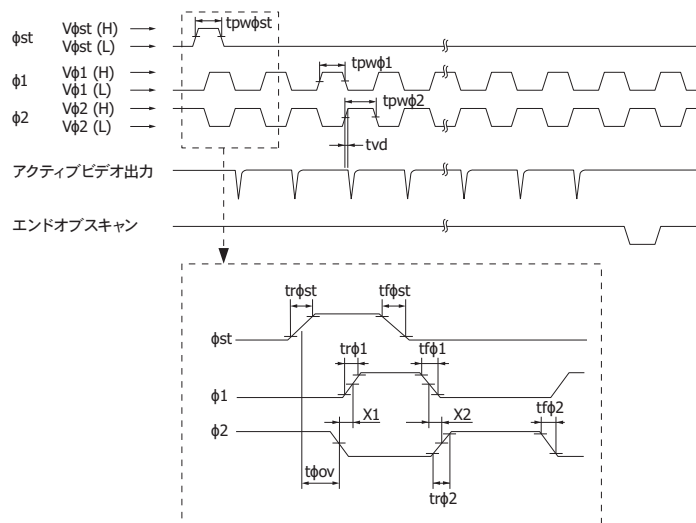 tpwφst
φst Vφst (H)
Vφst (L)
tpwφ1
φ1 Vφ1 (H)
Vφ1 (L)
tpwφ2
φ2 Vφ2 (H)
Vφ2 (L)
tvd
アクティブビデオ出力
エンドオブスキャン
trφst tfφst
φst
trφ1 tfφ1
φ1
X1 X2 tfφ2
φ2
tφov
trφ2